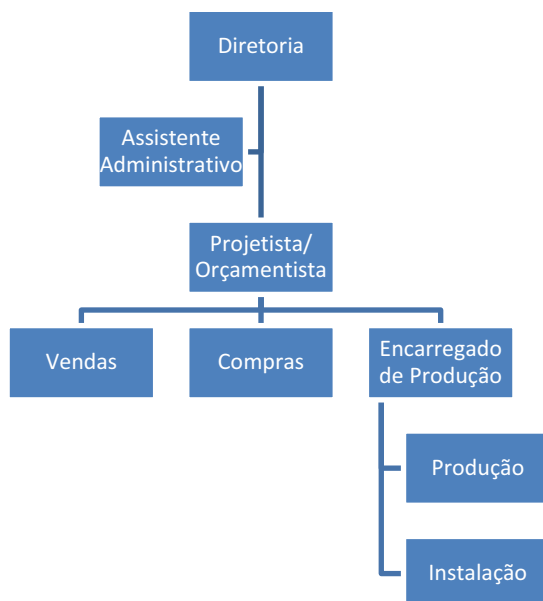 Diretoria
Assistente
Administrativo
Projetista/
Orçamentista
Vendas
Compras
Encarregado
de Produção
Produção
Instalação